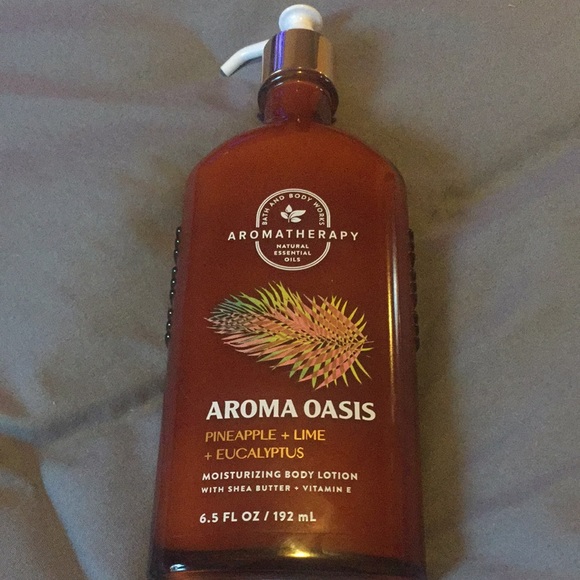 BATH AND BODY WORKS
AROMATHERAPY
NATURAL
ESSENTIAL
OILS
AROMA OASIS
PINEAPPLE + LIME
+ EUCALYPTUS
MOISTURIZING BODY LOTION
WITH SHEA BUTTER + VITAMIN E
6.5 FL OZ / 192 mL